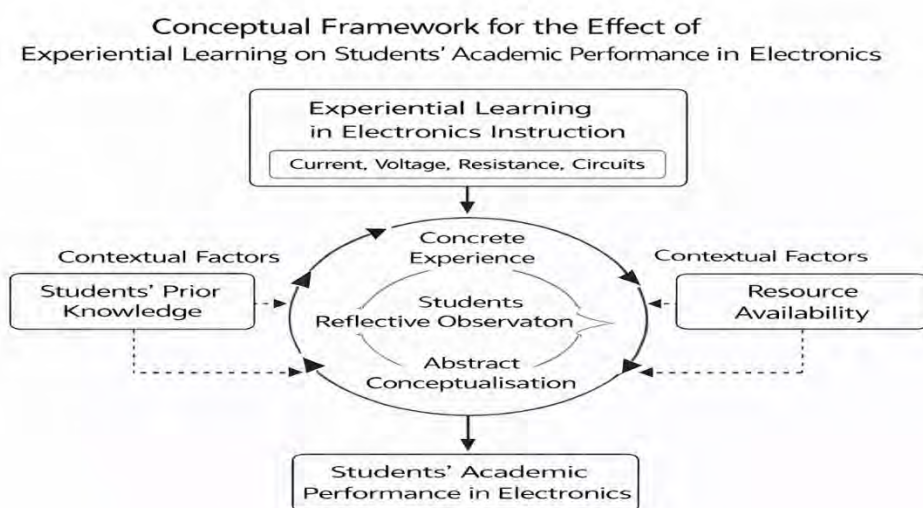 Conceptual Framework for the Effect of
Experiential Learning on Students' Academic Performance in Electronics
Experiential Learning
in Electronics Instruction
Current, Voltage, Resistance, Circuits
Contextual Factors
Students' Prior
Knowledge
Concrete
Experience
Students
Reflective Observaton
Abstract
Conceptualisation
Contextual Factors
Resource
Availability
Students' Academic
Performance in Electronics